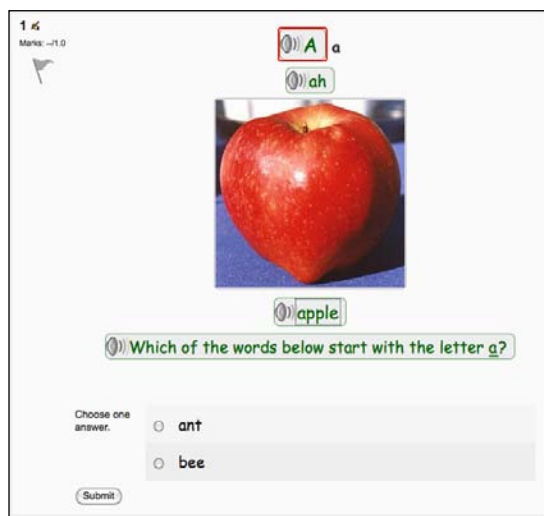 1
Marks: --/1.0
A a
ah
apple
Which of the words below start with the letter a?
Choose one
answer.
ant
bee
Submit